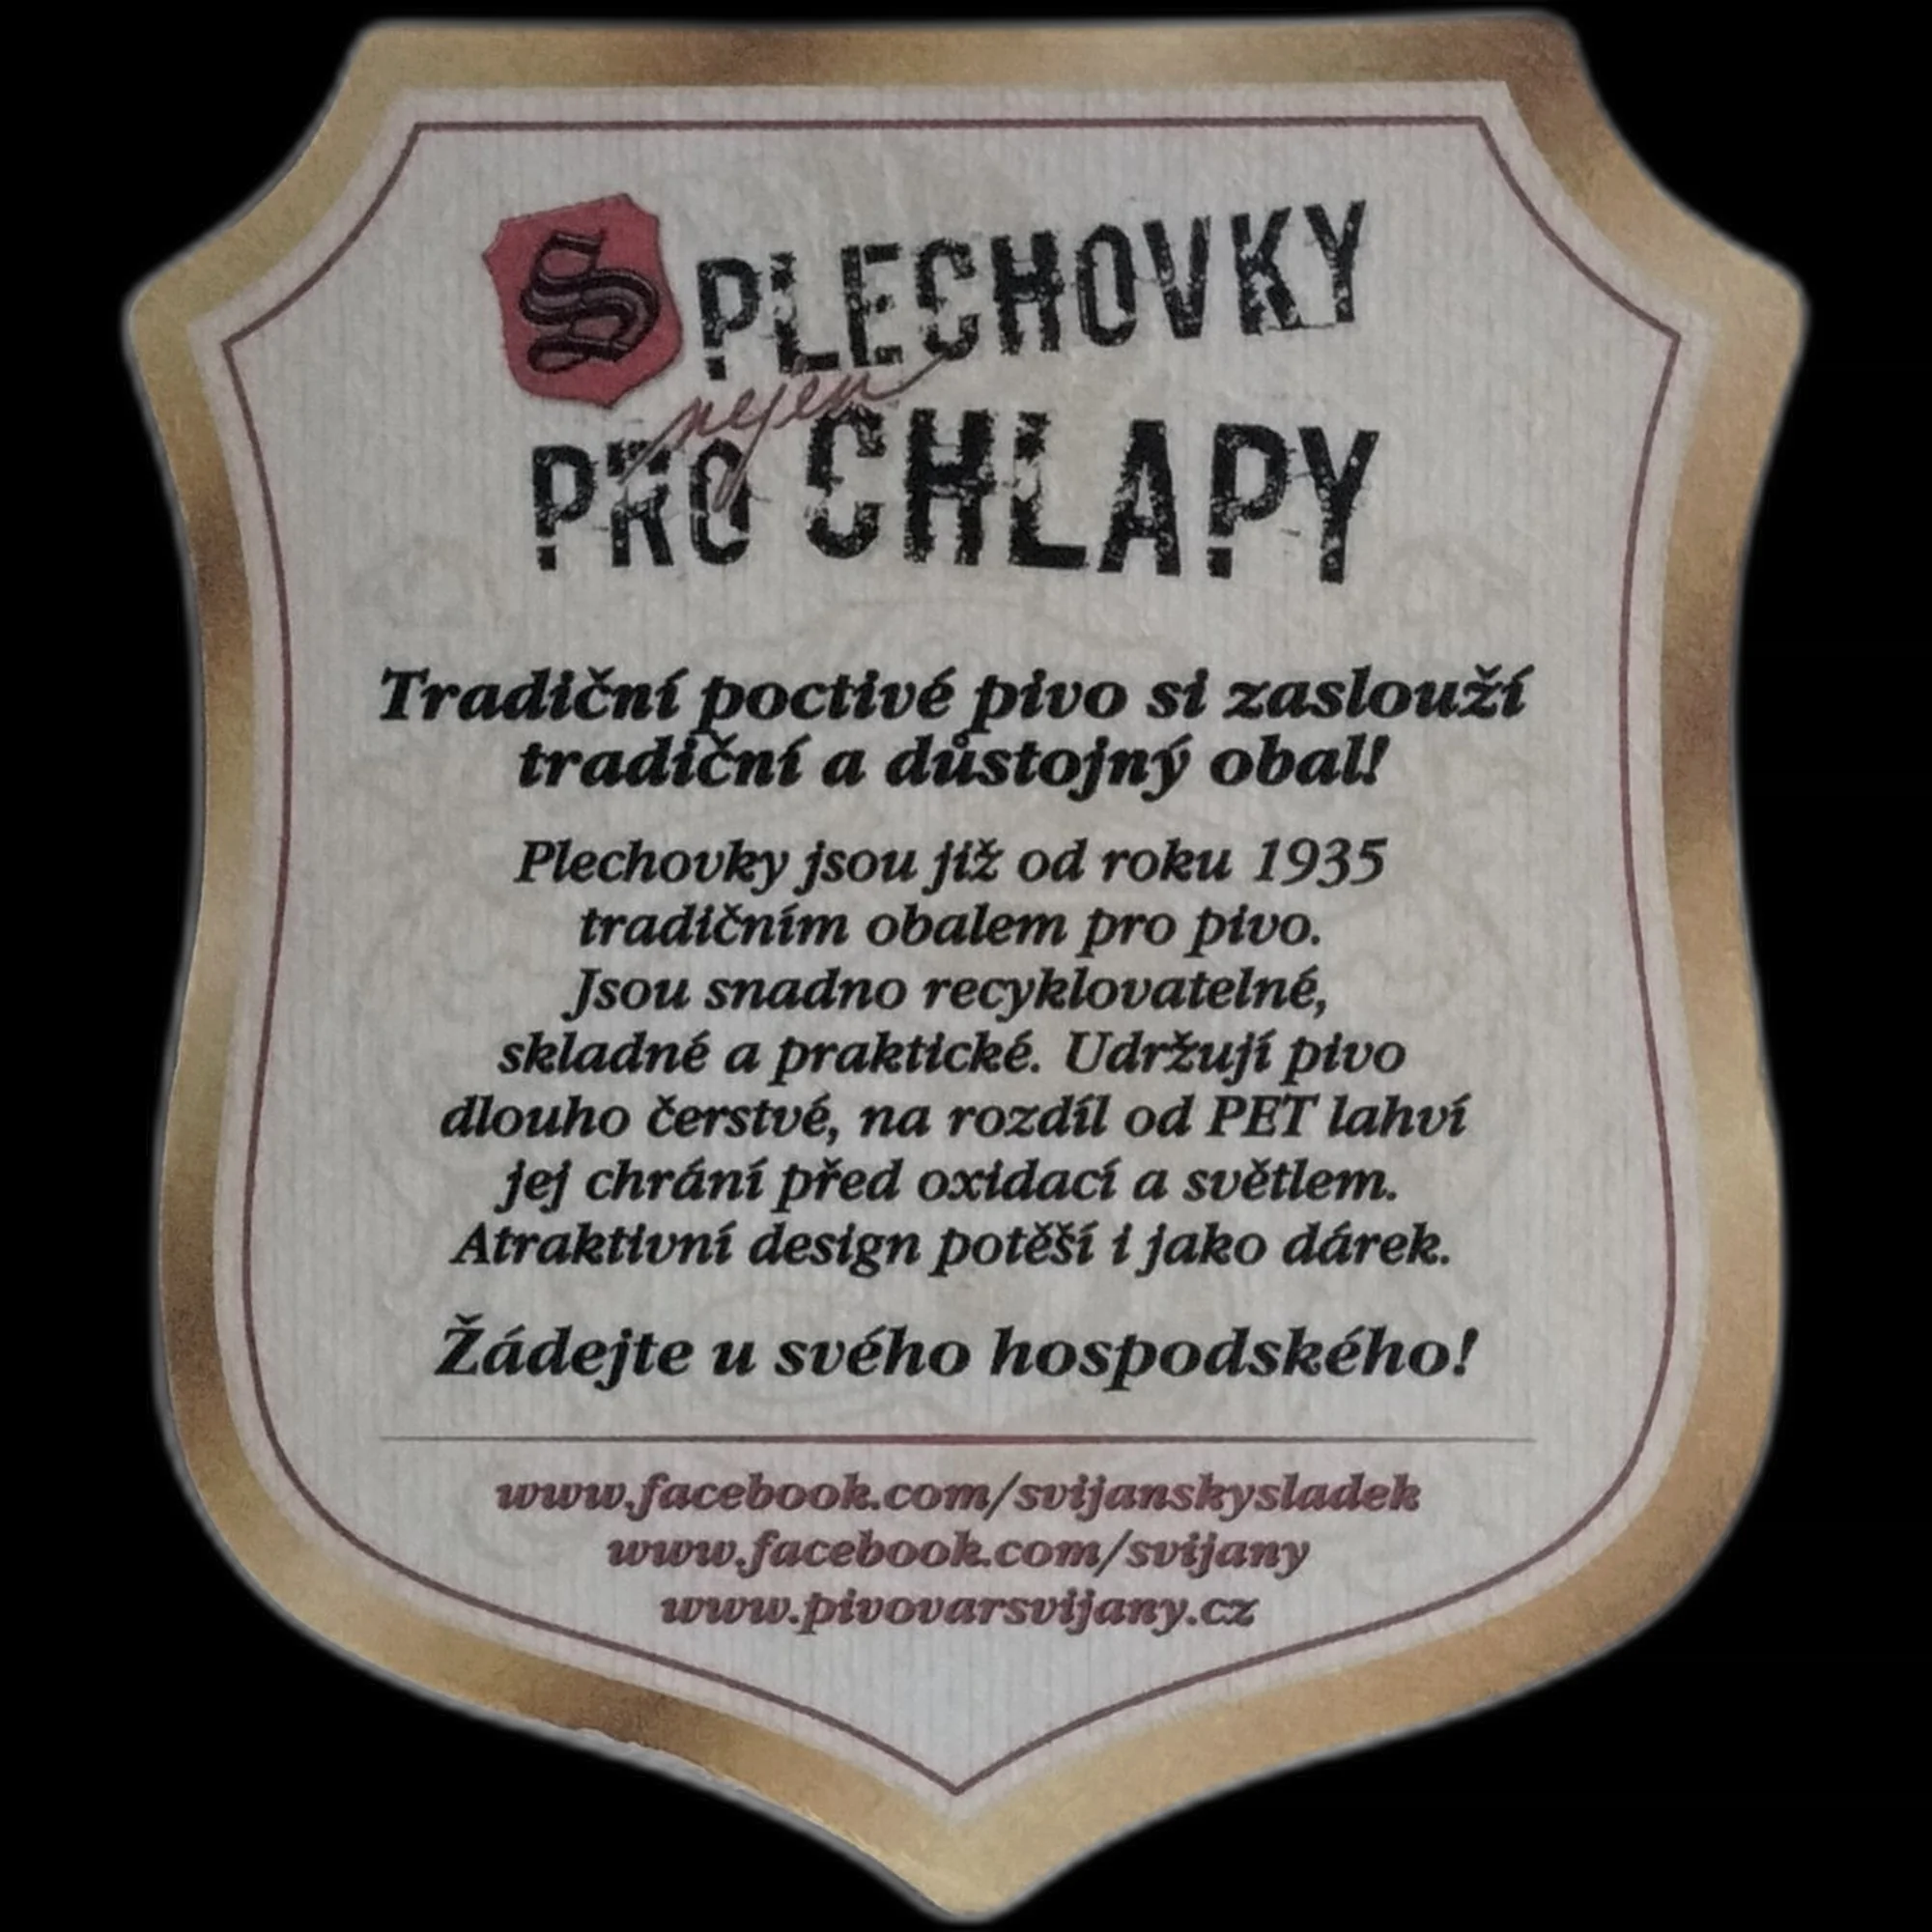 S PLECHOVKY
nejen
PRO CHLAPY
Tradiční poctivé pivo si zaslouží
tradiční a důstojný obal!
Plechovky jsou již od roku 1935
tradičním obalem pro pivo.
Jsou snadno recyklovatelné,
skladné a praktické. Udržují pivo
dlouho čerstvé, na rozdíl od PET lahví
jej chrání před oxidací a světlem.
Atraktivní design potěší i jako dárek.
Žádejte u svého hospodského!
www.facebook.com/svijanskysladek
www.facebook.com/svijany
www.pivovarsvijany.cz